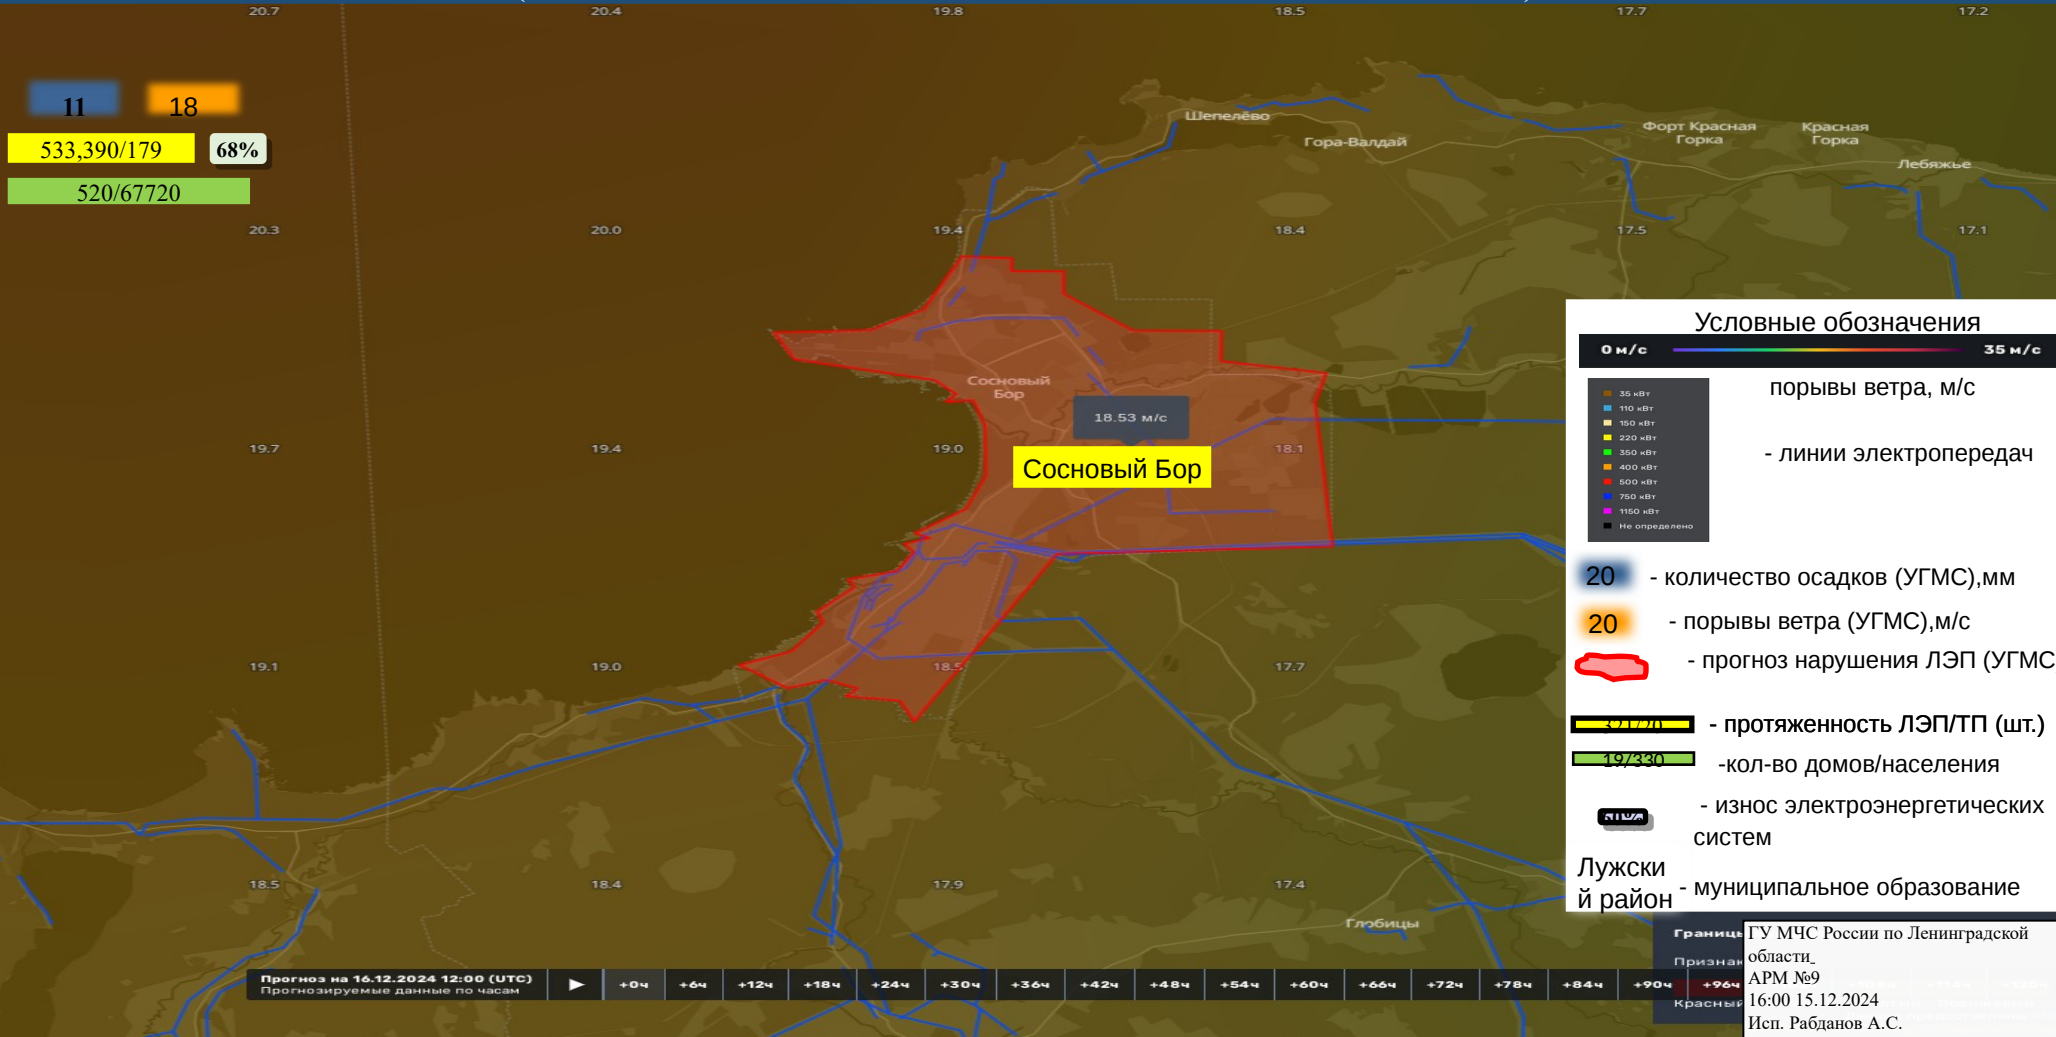 20.7 20.4 19.8 18.5 17.7 17.2
11 18
533,390/179 68%
520/67720
Шепелёво
Гора-Валдай
Форт Красная
Горка
Красная
Горка
Лебяжье
20.3 20.0 19.4 18.4 17.5 17.1
Сосновый
Бор
18.53 м/с
19.7 19.4 19.0 18.1
Сосновый Бор
19.1 19.0 18.5 17.7
18.5 18.4 17.9 17.4
Глобицы
Условные обозначения
0 м/с 35 м/с
порывы ветра, м/с
35 кВт
110 кВт
150 кВт
220 кВт
350 кВт
400 кВт
500 кВт
750 кВт
1150 кВт
Не определено
- линии электропередач
20 - количество осадков (УГМС),мм
20 - порывы ветра (УГМС),м/с
- прогноз нарушения ЛЭП (УГМС
- протяженность ЛЭП/ТП (шт.)
19/330 -кол-во домов/населения
- износ электроэнергетических
систем
Лужски
й район - муниципальное образование
Границы
Признак
Красный
Прогноз на 16.12.2024 12:00 (UTC)
Прогнозируемые данные по часам
+0ч +6ч +12ч +18ч +24ч +30ч +36ч +42ч +48ч +54ч +60ч +66ч +72ч +78ч +84ч +90ч +96ч
ГУ МЧС России по Ленинградской
области_
АРМ №9
16:00 15.12.2024
Исп. Рабданов А.С.